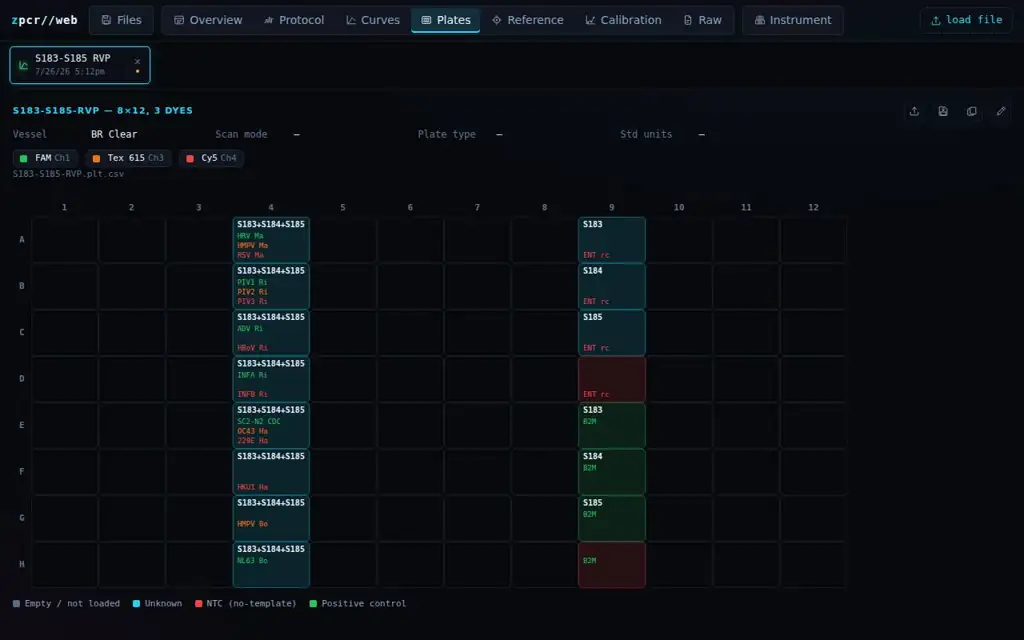 zpcr//web Files Overview Protocol Curves Plates Reference Calibration Raw Instrument load file
S183-S185 RVP ×
7/26/26 5:12pm
S183-S185-RVP — 8×12, 3 DYES
Vessel BR Clear Scan mode — Plate type — Std units —
FAM Ch1 Tex 615 Ch3 Cy5 Ch4
S183-S185-RVP.plt.csv
1 2 3 4 5 6 7 8 9 10 11 12
A
S183+S184+S185
HRV Ma
HMPV Ma
RSV Ma
S183
ENT rc
B
S183+S184+S185
PIV1 Ri
PIV2 Ri
PIV3 Ri
S184
ENT rc
C
S183+S184+S185
ADV Ri
HRoV Ri
S185
ENT rc
D
S183+S184+S185
INFA Ri
INFB Ri
ENT rc
E
S183+S184+S185
SC2-N2 CDC
OC43 Ha
229E Ha
S183
B2M
F
S183+S184+S185
HKU1 Ha
S184
B2M
G
S183+S184+S185
HMPV Bo
S185
B2M
H
S183+S184+S185
NL63 Bo
B2M
Empty / not loaded Unknown NTC (no-template) Positive control